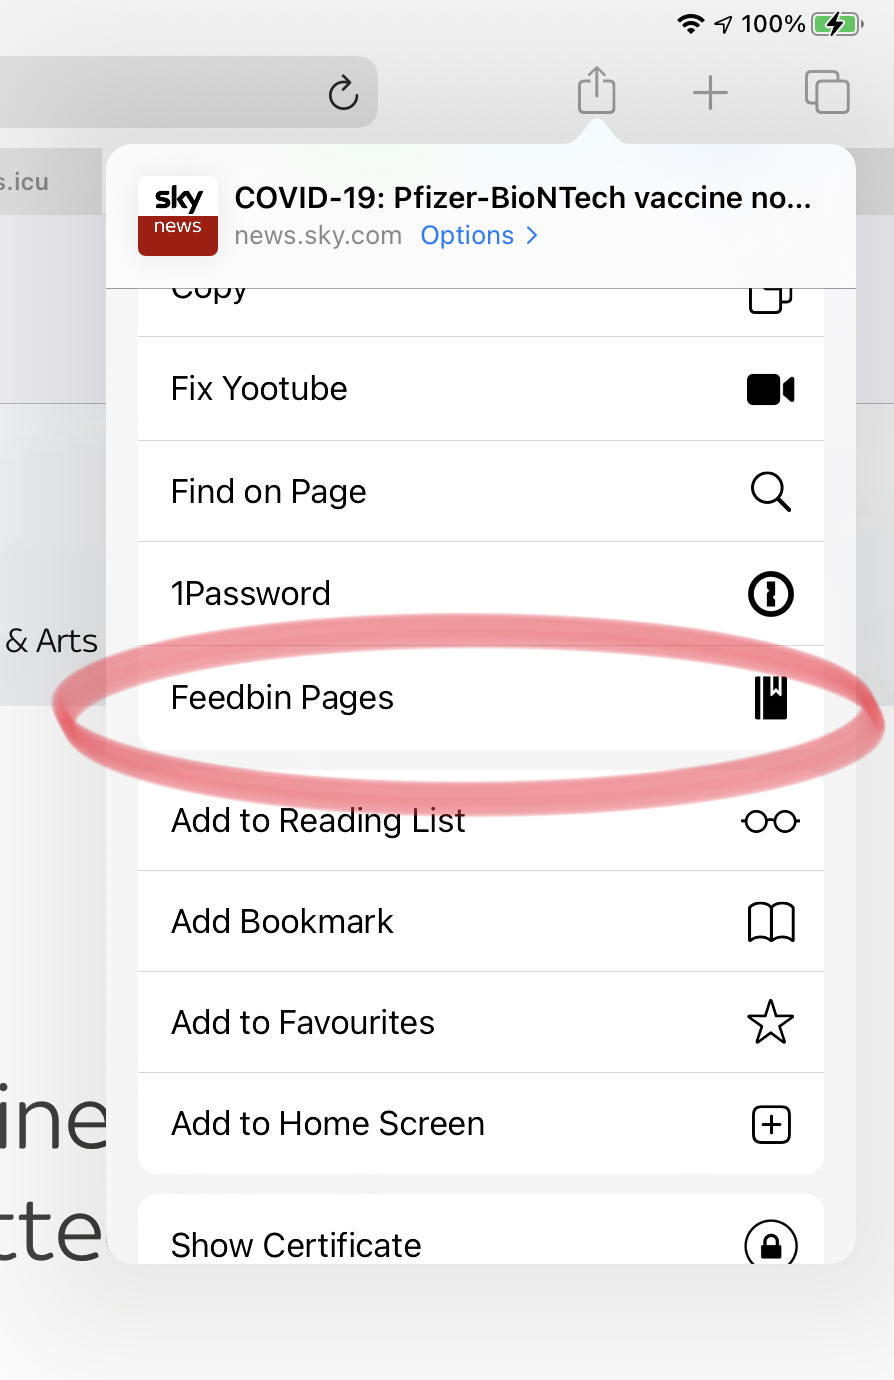 100%
s.icu
sky
news
COVID-19: Pfizer-BioNTech vaccine no...
news.sky.com Options >
Copy
Fix Yootube
Find on Page
1Password
& Arts
Feedbin Pages
Add to Reading List
Add Bookmark
Add to Favourites
ine
Add to Home Screen
tte
Show Certificate